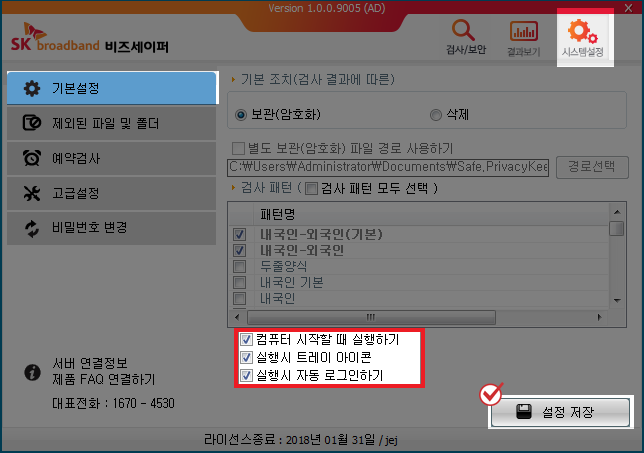 Version 1.0.0.9005 (AD)
SK broadband 비즈세이퍼
검사/보안
결과보기
시스템설정
기본설정
제외된 파일 및 폴더
예약검사
고급설정
비밀번호 변경
서버 연결정보
제품 FAQ 연결하기
대표전화 : 1670 - 4530
기본 조치(검사 결과에 따른)
보관(암호화)
삭제
별도 보관(암호화) 파일 경로 사용하기
C:₩Users₩Administrator₩Documents₩Safe.PrivacyKee
경로선택
검사 패턴 ( 검사 패턴 모두 선택 )
패턴명
내국인-외국인(기본)
내국인-외국인
두줄양식
내국인 기본
내국인
컴퓨터 시작할 때 실행하기
실행시 트레이 아이콘
실행시 자동 로그인하기
설정 저장
라이선스종료 : 2018년 01월 31일 / jej